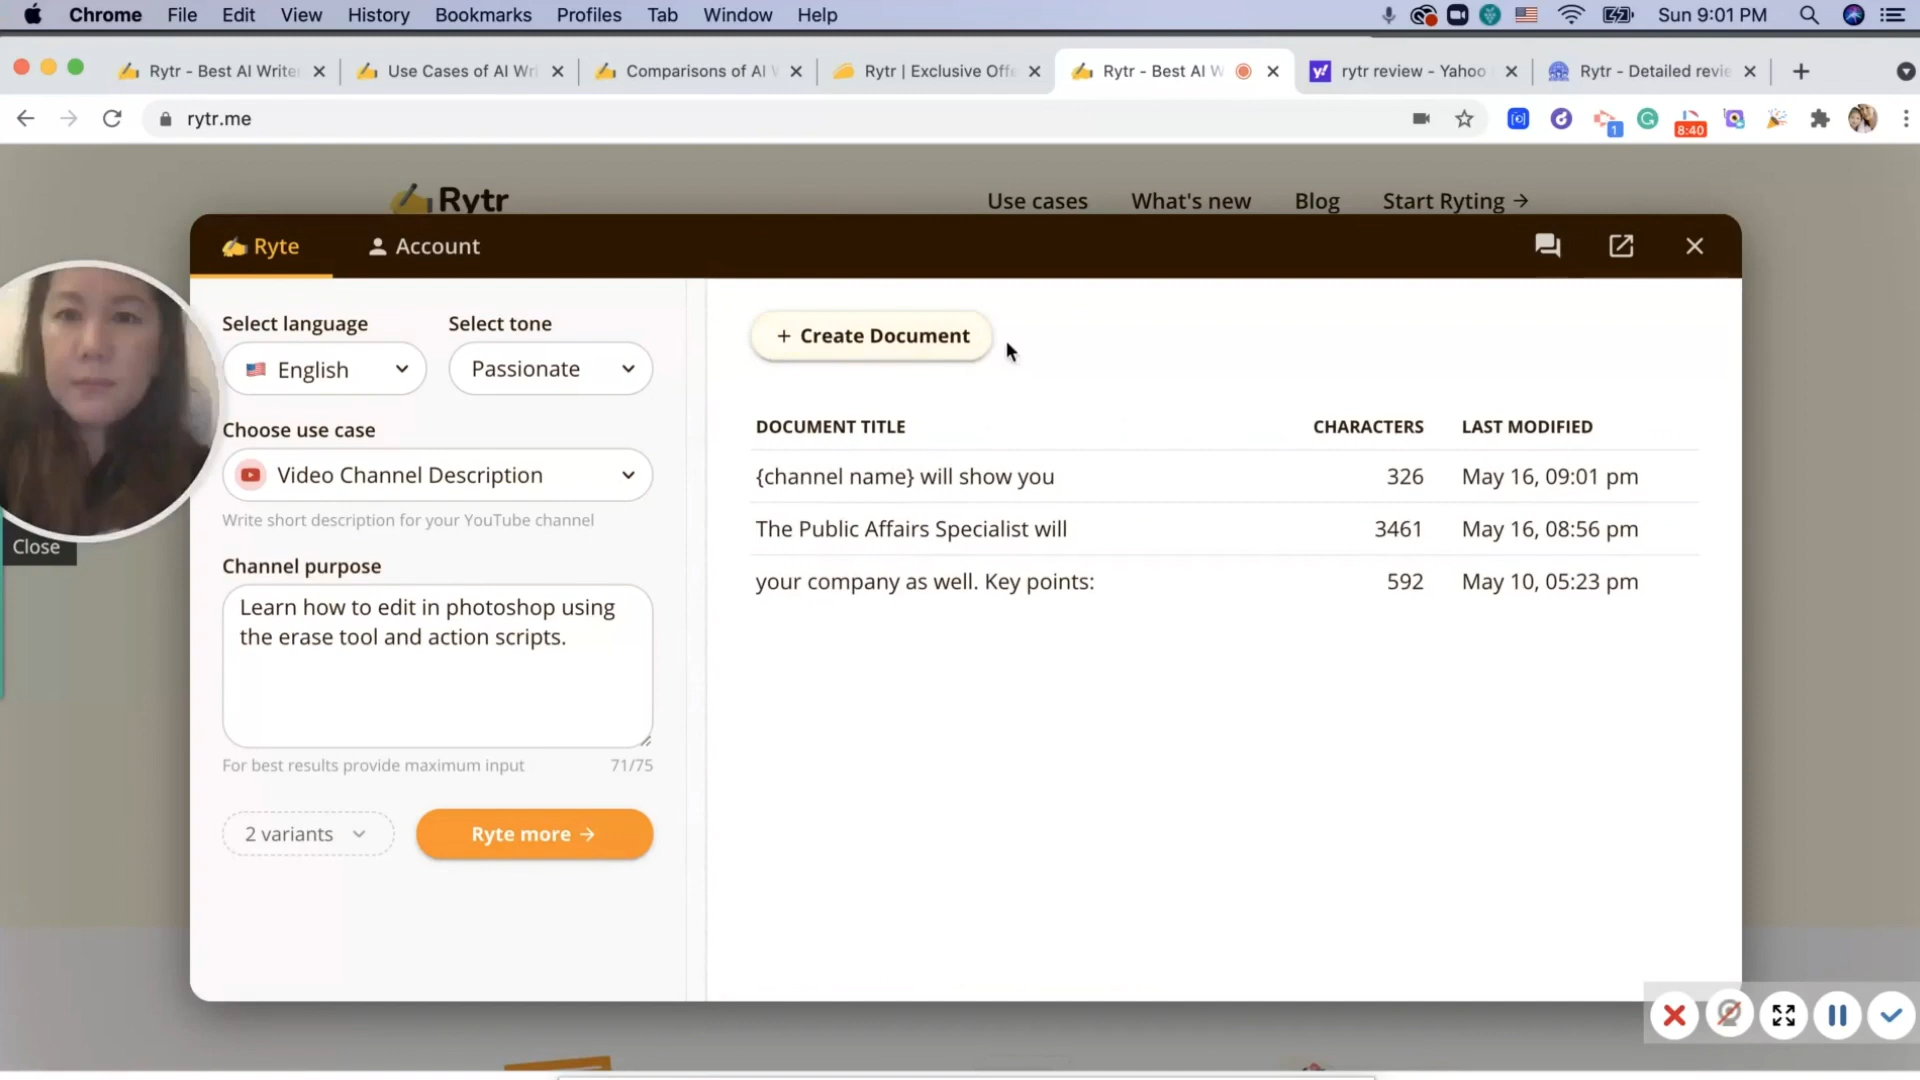 Chrome File Edit View History Bookmarks Profiles Tab Window Help Sun 9:01 PM
Rytr - Best AI Write Use Cases of AI Wri Comparisons of AI Rytr | Exclusive Offe Rytr - Best AI W rytr review - Yahoo Rytr - Detailed revie
rytr.me 1 8:40
Rytr Use cases What's new Blog Start Ryting →
Ryte Account
Select language Select tone
+ Create Document
English Passionate
Choose use case
DOCUMENT TITLE CHARACTERS LAST MODIFIED
Video Channel Description
{channel name} will show you 326 May 16, 09:01 pm
Write short description for your YouTube channel
The Public Affairs Specialist will 3461 May 16, 08:56 pm
Close
Channel purpose
your company as well. Key points: 592 May 10, 05:23 pm
Learn how to edit in photoshop using
the erase tool and action scripts.
For best results provide maximum input 71/75
2 variants Ryte more →